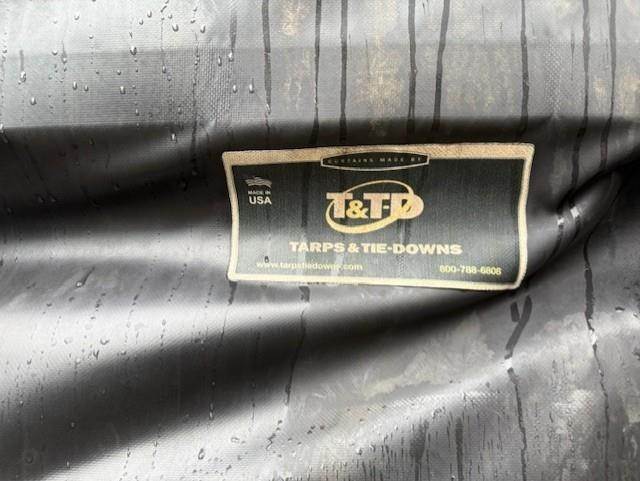 CURTAINS MADE BY
MADE IN
USA
T&T-D
TARPS & TIE-DOWNS
www.tarpstiedowns.com
800-788-6808